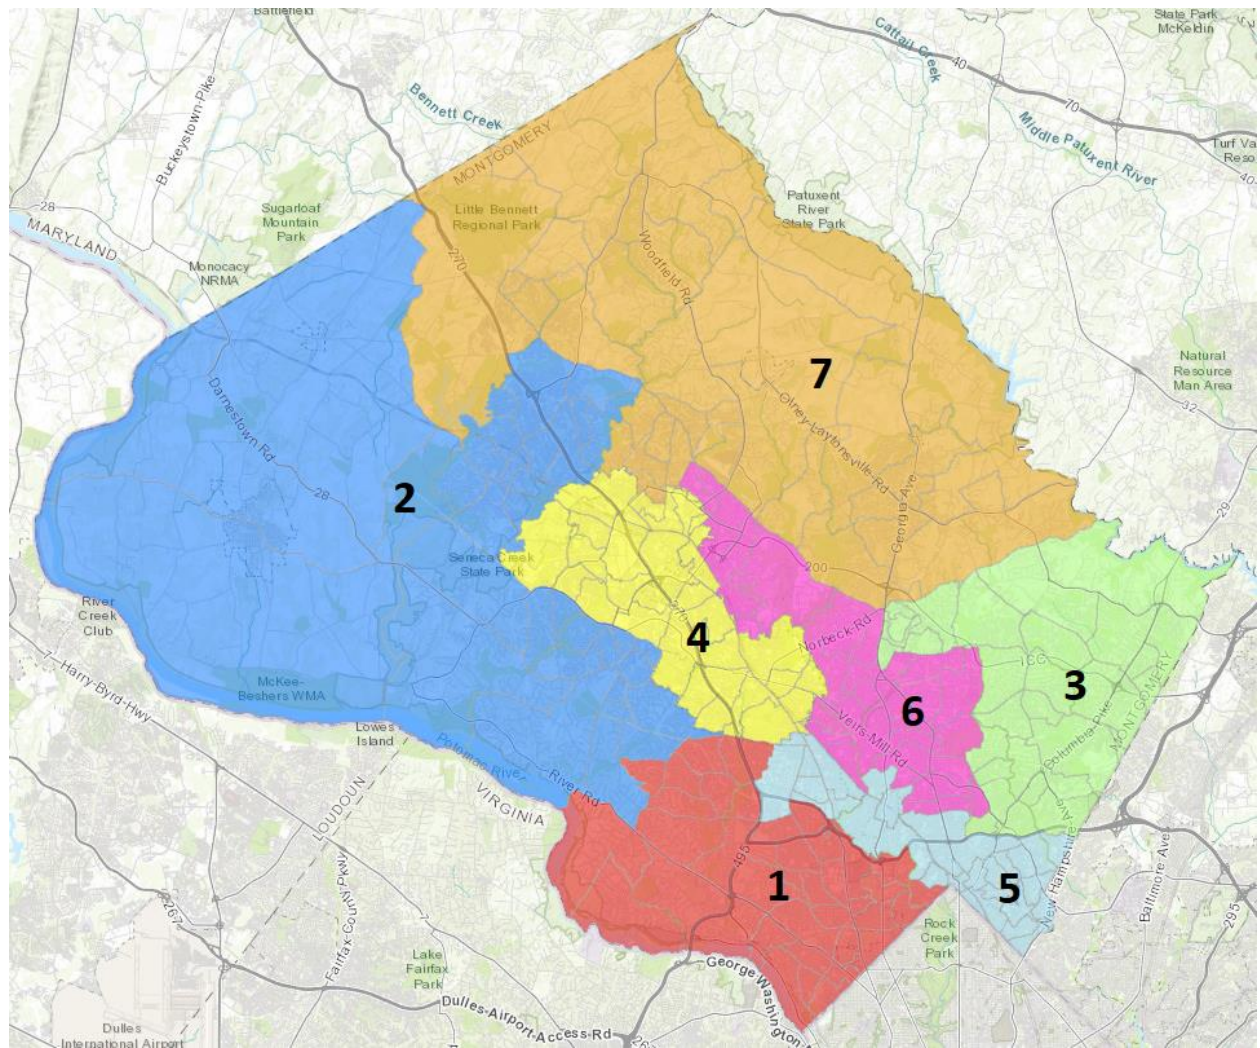 Battlefield
State Park
McKeldin
Cattail Creek
40
70
Bennett Creek
Buckeystown-Pike
MONTGOMERY
Middle Patuxent River
Turf Va
Reso
40
28
MARYLAND
Sugarloaf
Mountain
Park
Little Bennett
Regional Park
Patuxent
River
State Park
Monocacy
NRMA
270
Woodfield Rd
Natural
Resource
Man Area
7
32
Darnestown Rd
Olney-Laytonsville-Rd
2
28
Georgia Ave
29
Seneca Creek
State Park
200
River
Creek
Club
4
Norbeck-Rd
ICC
3
MONTGOMERY
7
Harry-Byrd-Hwy
McKee-
Beshers WMA
6
Veirs-Mill Rd
Columbia-Pike
Lowes
Island
Potomac-River
River Rd
VIRGINIA
LOUDOUN
495
1
5
New-Hampshire-Ave
Baltimore-Ave
295
267
Fairfax-County-Pkwy
7
Lake
Fairfax
Park
Rock
Creek
Park
George-Washington
Dulles-Airport-Access-Rd
267
Dulles
International Airport